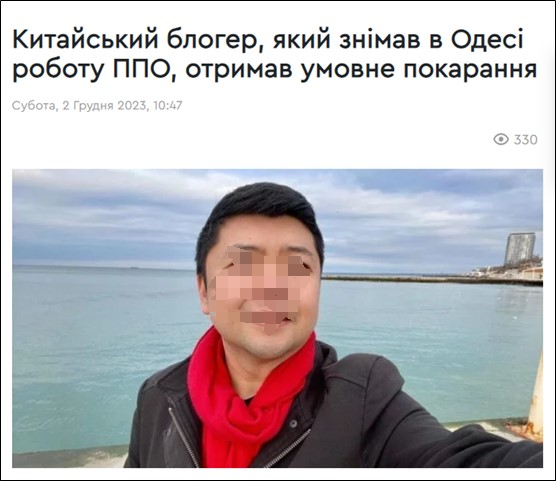 Китайський блогер, який знімав в Одесі
роботу ППО, отримав умовне покарання
Субота, 2 Грудня 2023, 10:47
330